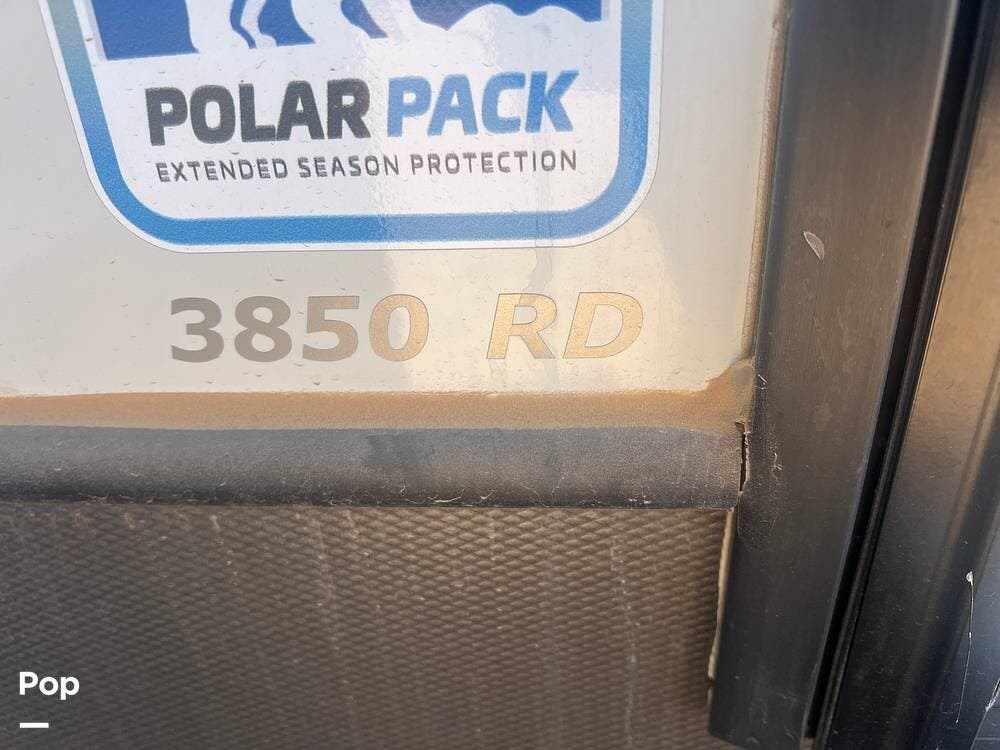 POLAR PACK
EXTENDED SEASON PROTECTION
3850 RD
Pop